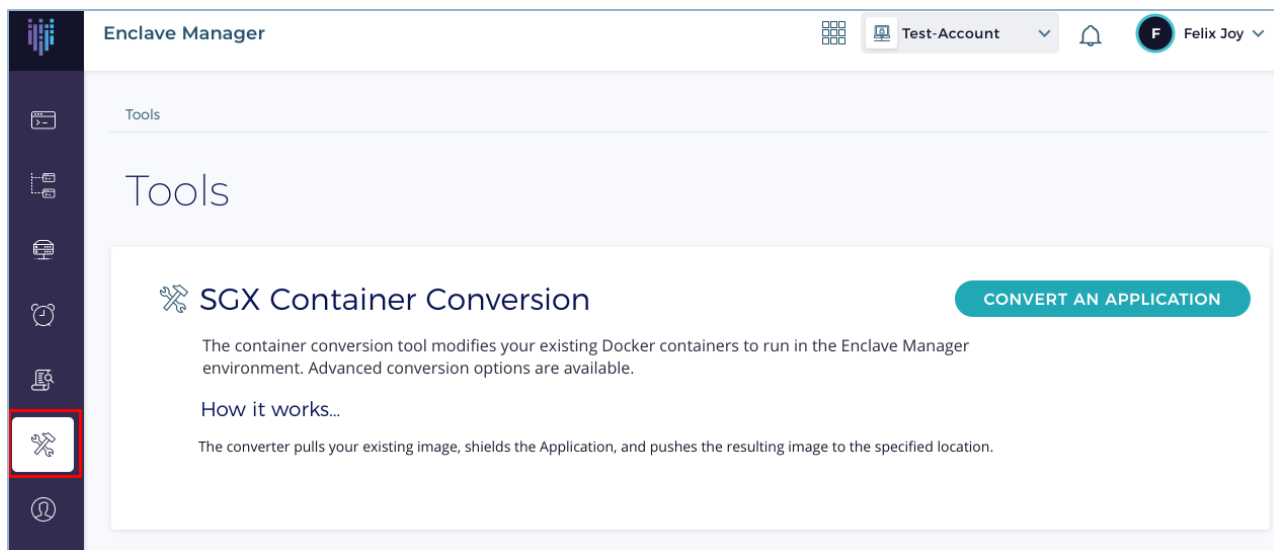 Enclave Manager
Test-Account
F
Felix Joy
Tools
Tools
SGX Container Conversion
CONVERT AN APPLICATION
The container conversion tool modifies your existing Docker containers to run in the Enclave Manager
environment. Advanced conversion options are available.
How it works...
The converter pulls your existing image, shields the Application, and pushes the resulting image to the specified location.